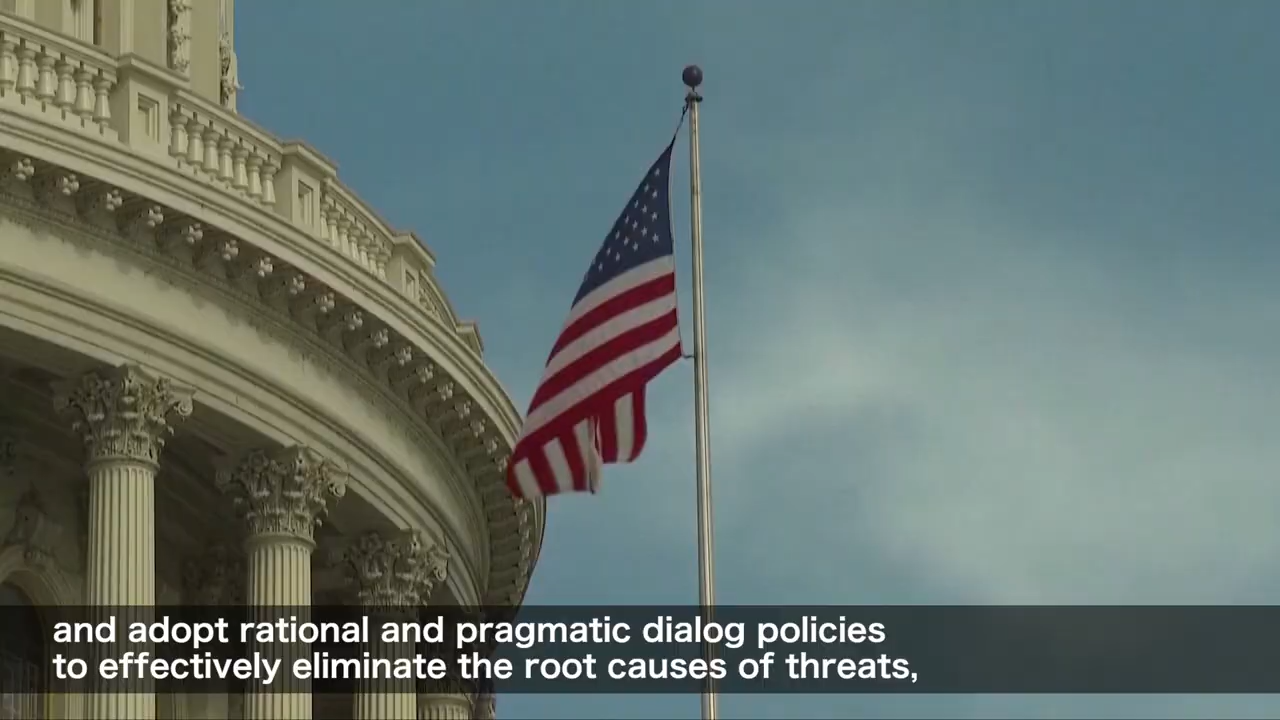 and adopt rational and pragmatic dialog policies
to effectively eliminate the root causes of threats,